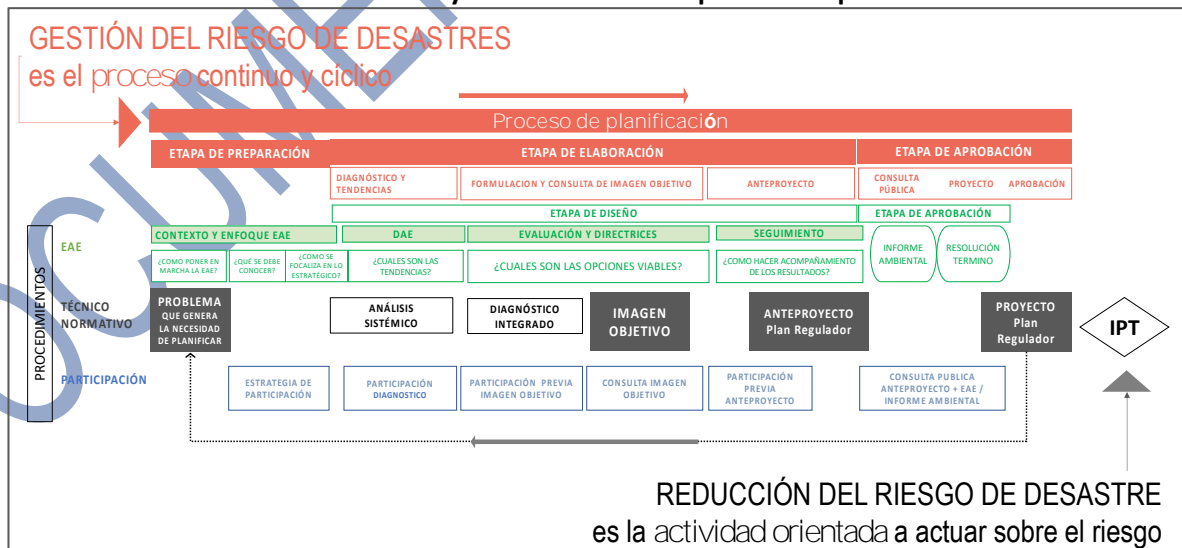 GESTIÓN DEL RIESGO DE DESASTRES
es el proceso continuo y cíclico
Proceso de planificación
ETAPA DE PREPARACIÓN
ETAPA DE ELABORACIÓN
ETAPA DE APROBACIÓN
DIAGNÓSTICO Y
TENDENCIAS
FORMULACION Y CONSULTA DE IMAGEN OBJETIVO
ANTEPROYECTO
CONSULTA
PÚBLICA
PROYECTO
APROBACIÓN
ETAPA DE DISEÑO
ETAPA DE APROBACIÓN
PROCEDIMIENTOS
EAE
CONTEXTO Y ENFOQUE EAE
DAE
EVALUACIÓN Y DIRECTRICES
SEGUIMIENTO
¿COMO PONER EN
MARCHA LA EAE?
¿QUÉ SE DEBE
CONOCER?
¿COMO SE
FOCALIZA EN LO
ESTRATÉGICO?
¿CUALES SON LAS
TENDENCIAS?
¿CUALES SON LAS OPCIONES VIABLES?
¿COMO HACER ACOMPAÑAMIENTO
DE LOS RESULTADOS?
INFORME
AMBIENTAL
RESOLUCIÓN
TERMINO
TÉCNICO
NORMATIVO
PROBLEMA
QUE GENERA
LA NECESIDAD
DE PLANIFICAR
ANÁLISIS
SISTÉMICO
DIAGNÓSTICO
INTEGRADO
IMAGEN
OBJETIVO
ANTEPROYECTO
Plan Regulador
PROYECTO
Plan
Regulador
IPT
PARTICIPACIÓN
ESTRATEGIA DE
PARTICIPACIÓN
PARTICIPACIÓN
DIAGNOSTICO
PARTICIPACIÓN PREVIA
IMAGEN OBJETIVO
CONSULTA IMAGEN
OBJETIVO
PARTICIPACIÓN
PREVIA
ANTEPROYECTO
CONSULTA PUBLICA
ANTEPROYECTO + EAE /
INFORME AMBIENTAL
REDUCCIÓN DEL RIESGO DE DESASTRE
es la actividad orientada a actuar sobre el riesgo